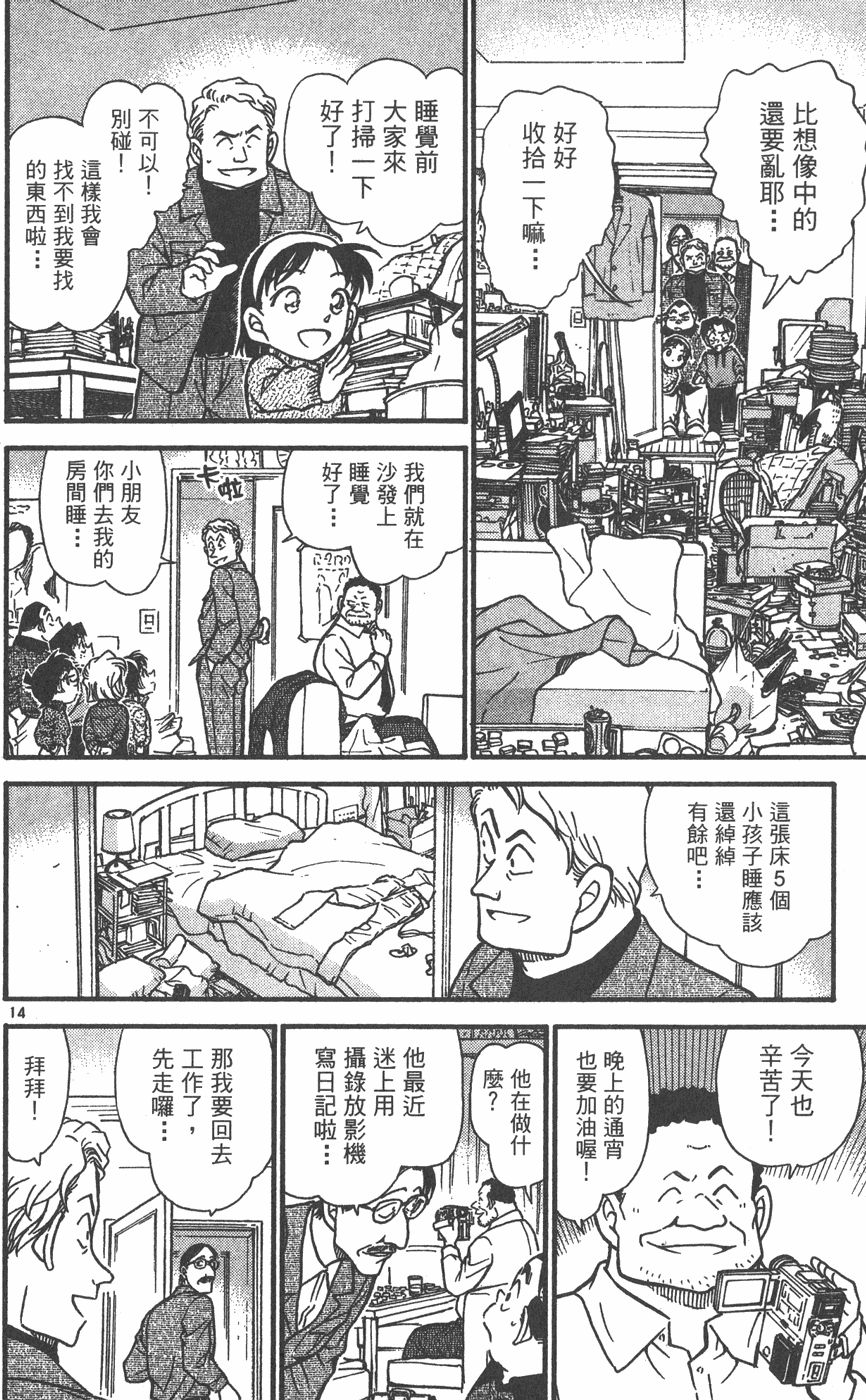 比想像中的
還要亂耶…
好好
收拾一下嘛…
睡覺前
大家來
打掃一下
好了！
不可以！
別碰！
這樣我會
找不到我要找
的東西啦…
我們就在
沙發上
睡覺
好了…
卡啦
小朋友
你們去我的
房間睡…
這張床5個
小孩子睡應該
還綽綽
有餘吧…
14
今天也
辛苦了！
晚上的通宵
也要加油喔！
他在做什
麼？
他最近
迷上用
攝錄放影機
寫日記啦…
那我要回去
工作了，
先走囉…
拜拜！